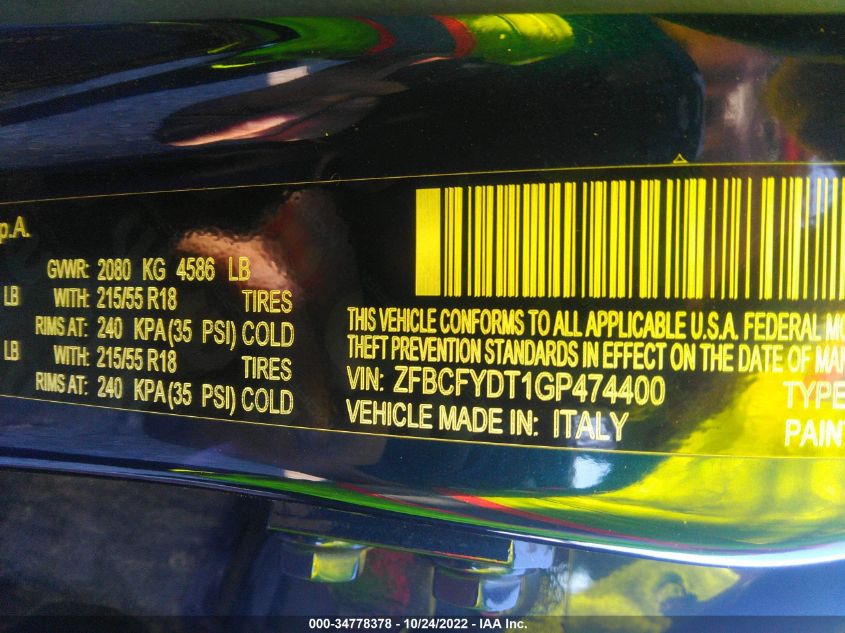 p.A.
GVWR: 2080 KG 4586 LB
LB WITH: 215/55 R18 TIRES
RIMS AT: 240 KPA(35 PSI) COLD
LB WITH: 215/55 R18 TIRES
RIMS AT: 240 KPA(35 PSI) COLD
THIS VEHICLE CONFORMS TO ALL APPLICABLE U.S.A. FEDERAL MO
THEFT PREVENTION STANDARDS IN EFFECT ON THE DATE OF MAN
VIN: ZFBCFYDT1GP474400 TYPE
VEHICLE MADE IN: ITALY PAINT
000-34778378 - 10/24/2022 - IAA Inc.